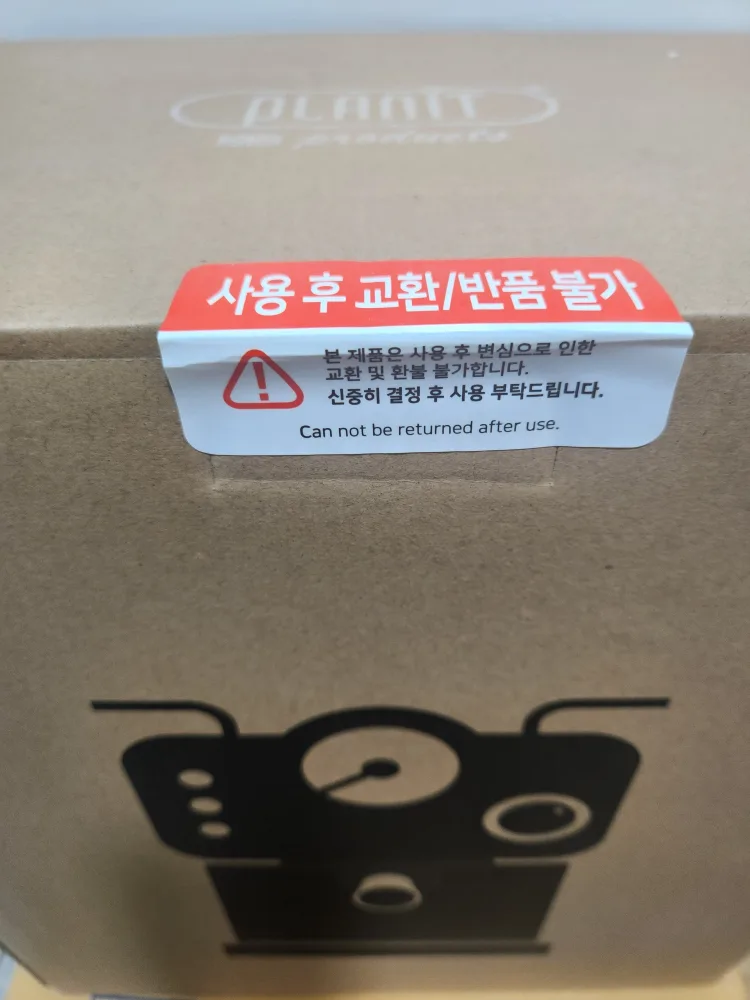 PLANIT
products
사용 후 교환/반품 불가
본 제품은 사용 후 변심으로 인한
교환 및 환불 불가합니다.
신중히 결정 후 사용 부탁드립니다.
Can not be returned after use.